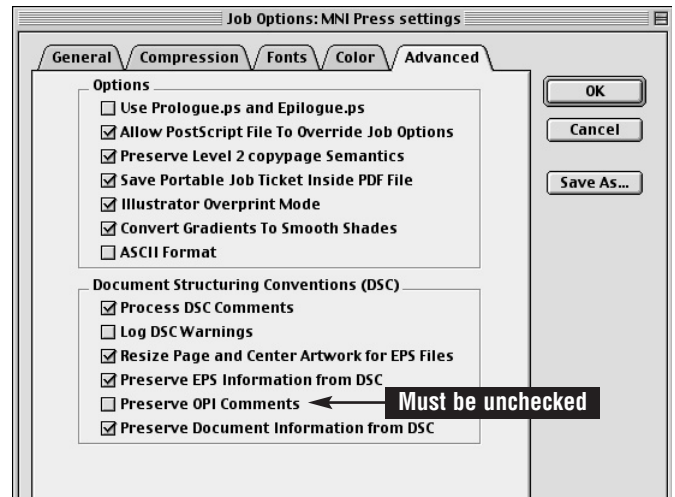 Job Options: MNI Press settings
General Compression Fonts Color Advanced
Options
Use Prologue.ps and Epilogue.ps
Allow PostScript File To Override Job Options
Preserve Level 2 copypage Semantics
Save Portable Job Ticket Inside PDF File
Illustrator Overprint Mode
Convert Gradients To Smooth Shades
ASCII Format
Document Structuring Conventions (DSC)
Process DSC Comments
Log DSC Warnings
Resize Page and Center Artwork for EPS Files
Preserve EPS Information from DSC
Preserve OPI Comments Must be unchecked
Preserve Document Information from DSC
OK
Cancel
Save As...